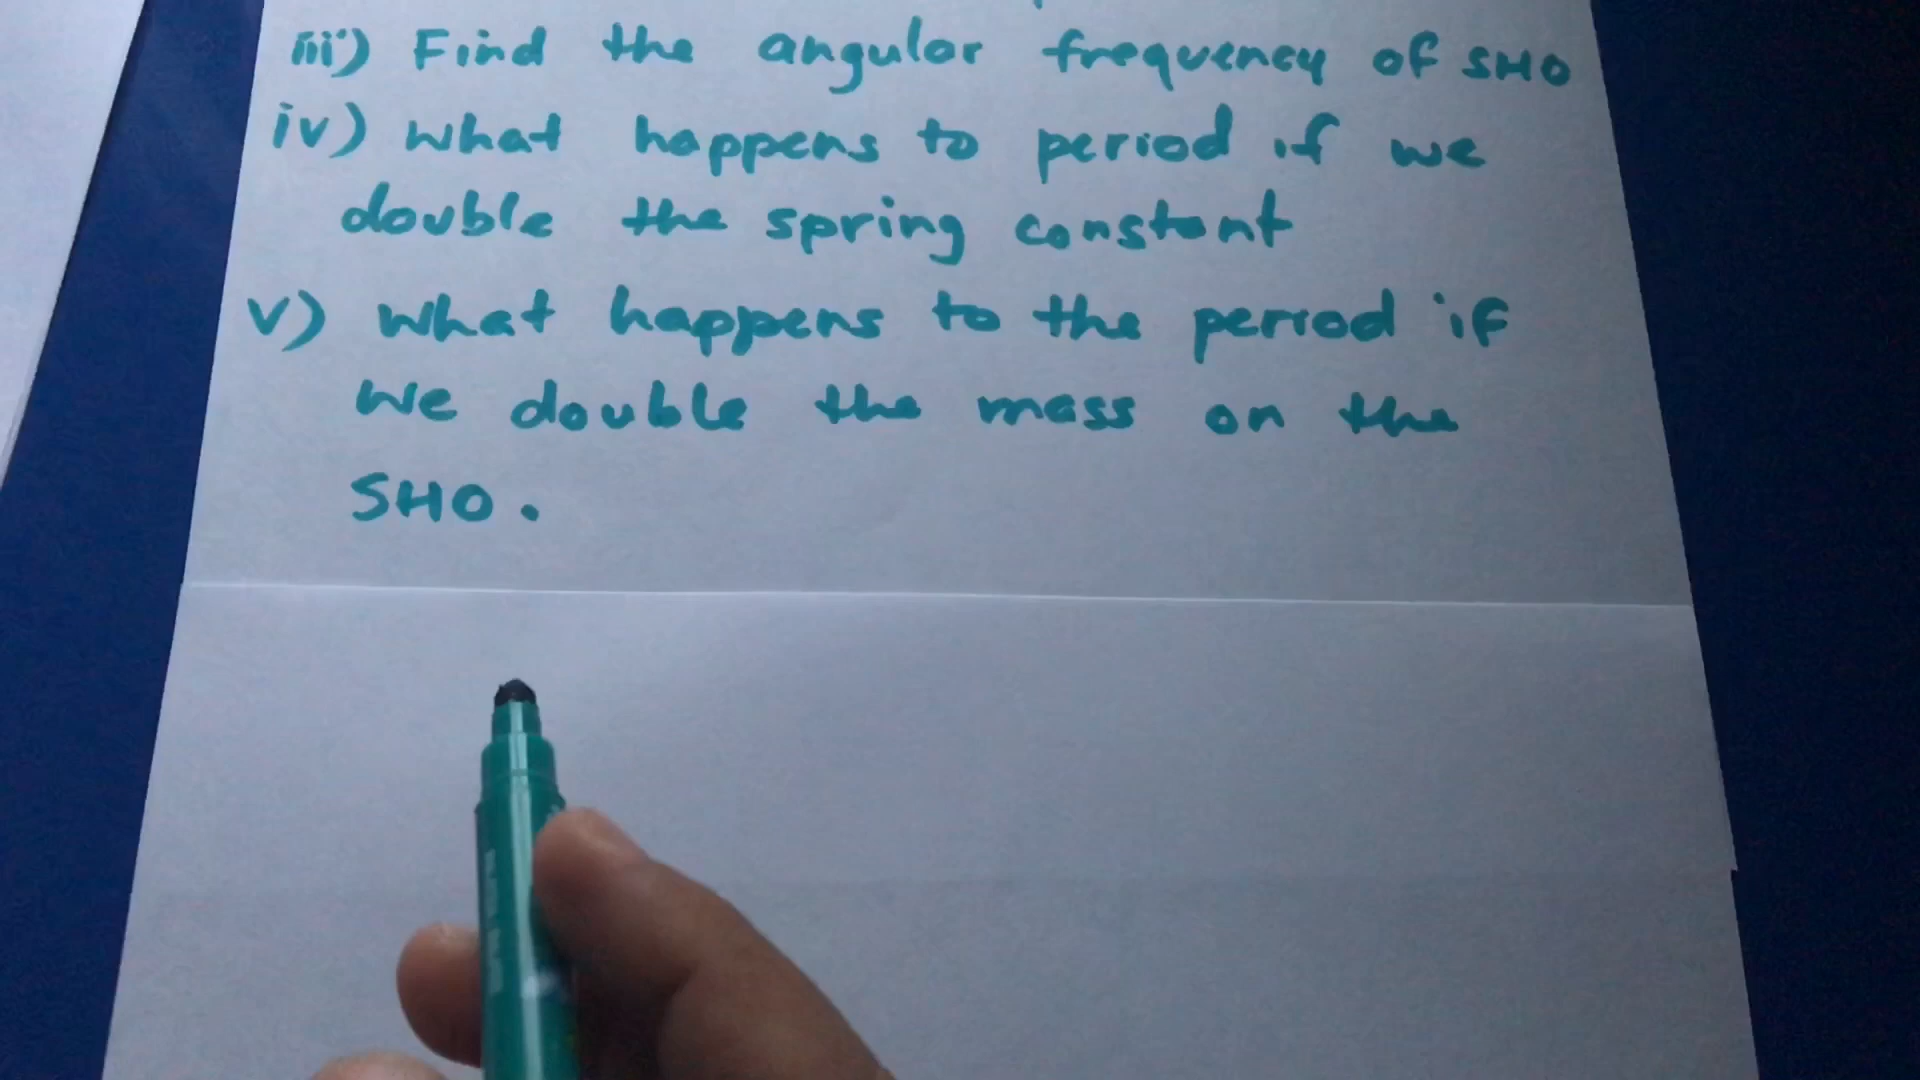 iii) Find the angular frequency of SHO
iv) What happens to period if we
double the spring constant
v) What happens to the period if
we double the mass on the
SHO.